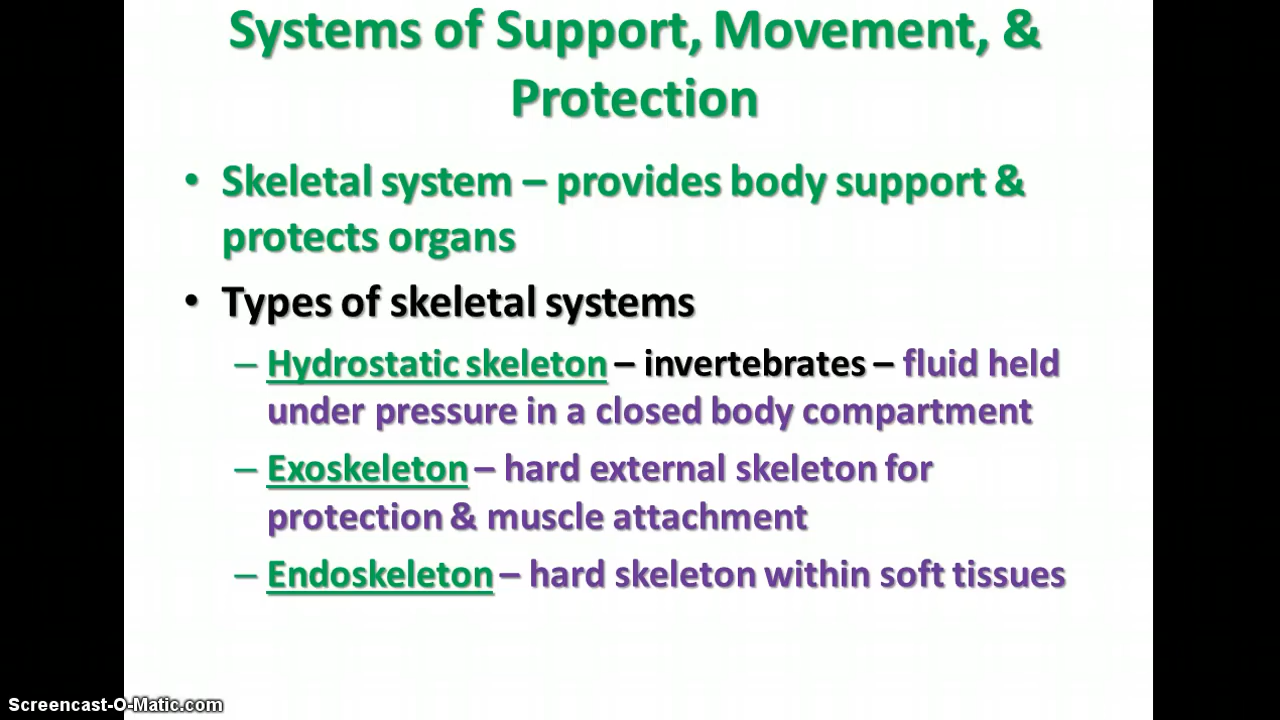 Systems of Support, Movement, &
Protection
• Skeletal system – provides body support &
protects organs
• Types of skeletal systems
– Hydrostatic skeleton – invertebrates – fluid held
under pressure in a closed body compartment
– Exoskeleton – hard external skeleton for
protection & muscle attachment
– Endoskeleton – hard skeleton within soft tissues
Screencast-O-Matic.com